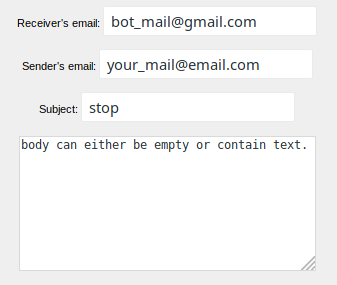 Receiver's email: bot_mail@gmail.com
Sender's email: your_mail@email.com
Subject: stop
body can either be empty or contain text.